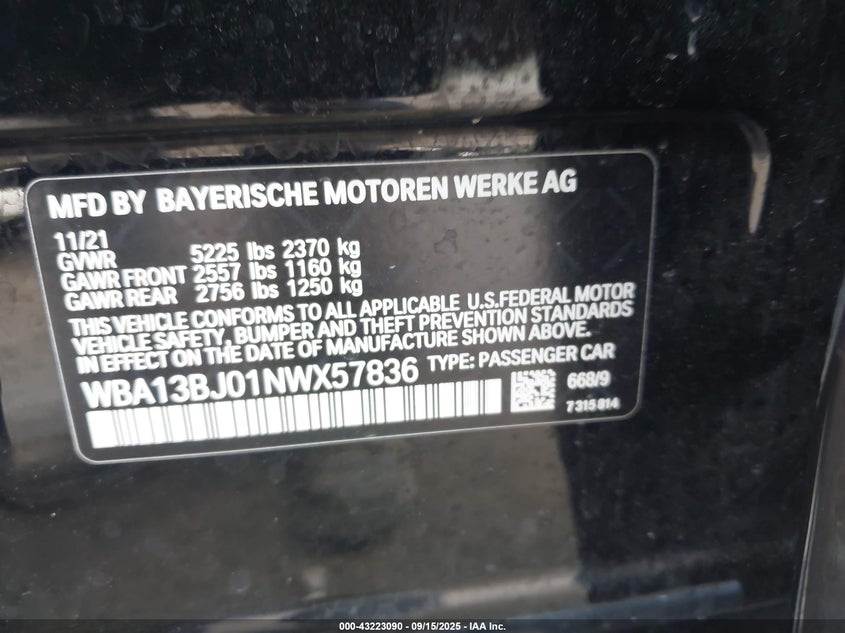 MFD BY BAYERISCHE MOTOREN WERKE AG
11/21
GVWR 5225 lbs 2370 kg
GAWR FRONT 2557 lbs 1160 kg
GAWR REAR 2756 lbs 1250 kg
THIS VEHICLE CONFORMS TO ALL APPLICABLE U.S.FEDERAL MOTOR
VEHICLE SAFETY, BUMPER AND THEFT PREVENTION STANDARDS
IN EFFECT ON THE DATE OF MANUFACTURE SHOWN ABOVE.
WBA13BJ01NWX57836 TYPE: PASSENGER CAR
668/9
7315814
000-43223090 - 09/15/2025 - IAA Inc.